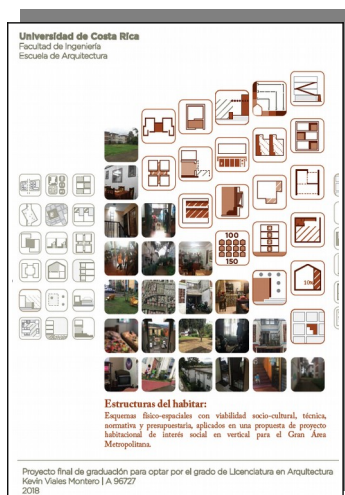 Universidad de Costa Rica
Facultad de Ingeniería
Escuela de Arquitectura
100
150
10%
Estructuras del habitar:
Esquemas físico-espaciales con viabilidad socio-cultural, técnica,
normativa y presupuestaria, aplicados en una propuesta de proyecto
habitacional de interés social en vertical para el Gran Área
Metropolitana.
Proyecto final de graduación para optar por el grado de Licenciatura en Arquitectura
Kevin Viales Montero | A 96727
2018